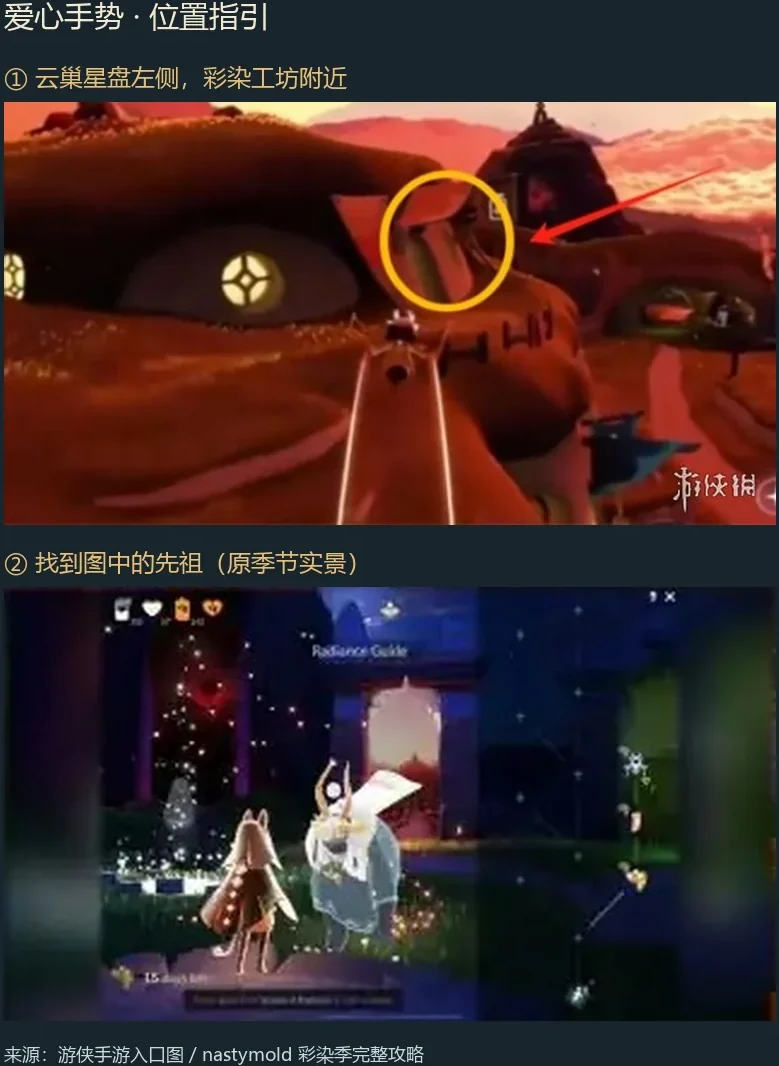 爱心手势 · 位置指引
① 云巢星盘左侧，彩染工坊附近
游侠网
② 找到图中的先祖（原季节实景）
Radiance Guide
15 days left
来源：游侠手游入口图 / nastymold 彩染季完整攻略